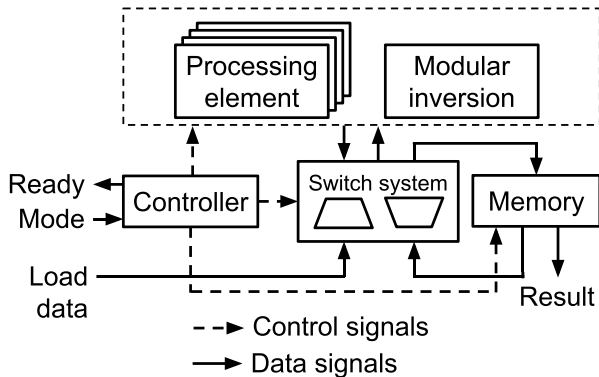 Processing
element
Modular
inversion
Ready
Mode
Controller
Switch system
Memory
Load
data
Result
Control signals
Data signals